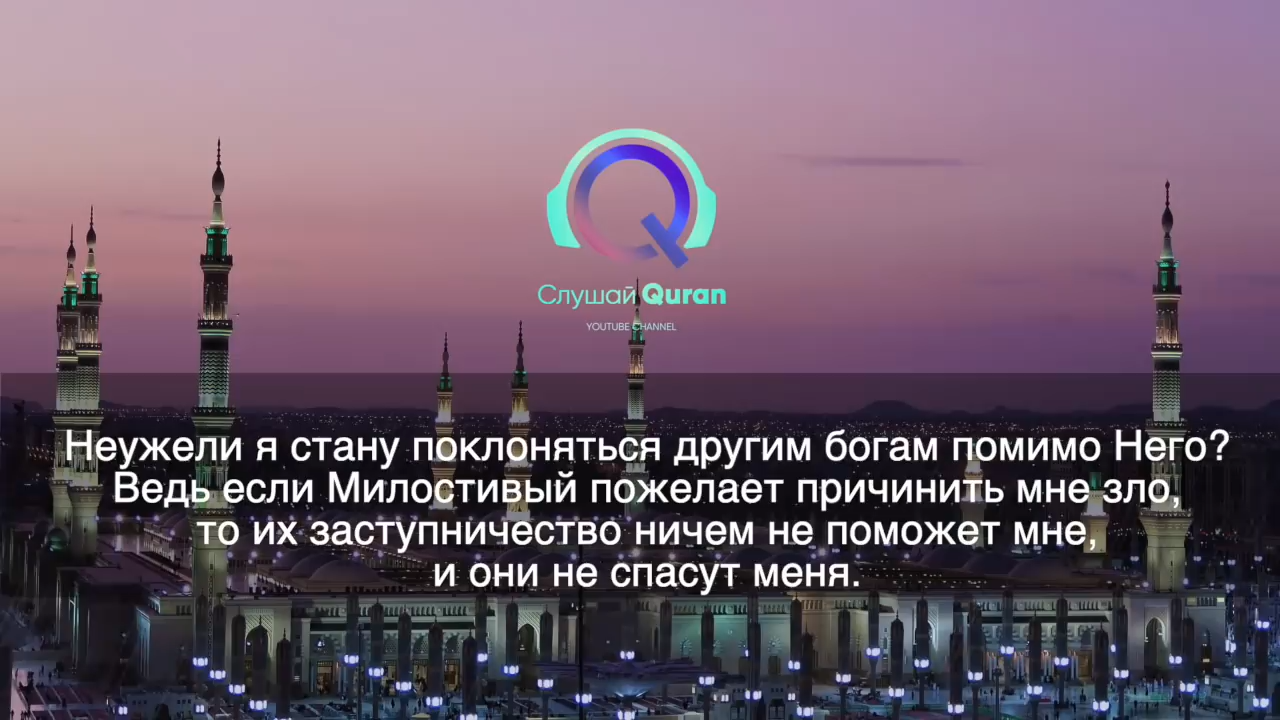 Слушай Quran
YOUTUBE CHANNEL
Неужели я стану поклоняться другим богам помимо Него?
Ведь если Милостивый пожелает причинить мне зло,
то их заступничество ничем не поможет мне,
и они не спасут меня.